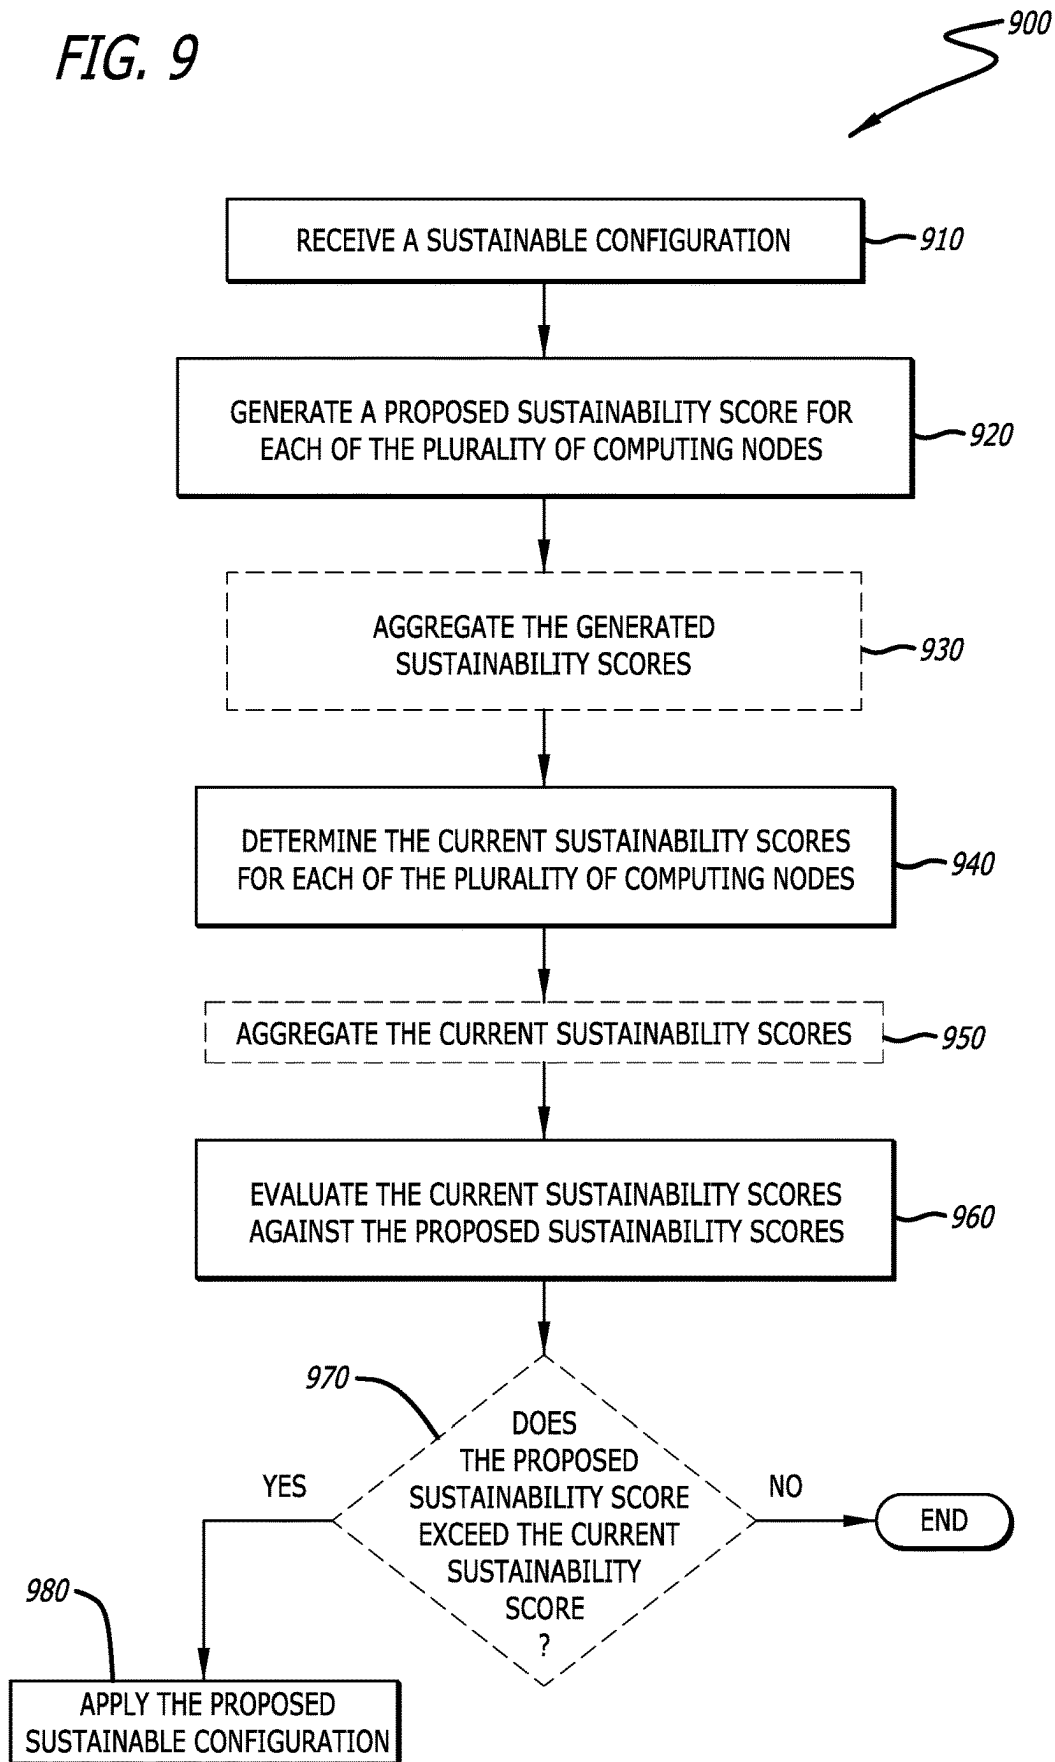 FIG. 9
900
RECEIVE A SUSTAINABLE CONFIGURATION
910
GENERATE A PROPOSED SUSTAINABILITY SCORE FOR
EACH OF THE PLURALITY OF COMPUTING NODES
920
AGGREGATE THE GENERATED
SUSTAINABILITY SCORES
930
DETERMINE THE CURRENT SUSTAINABILITY SCORES
FOR EACH OF THE PLURALITY OF COMPUTING NODES
940
AGGREGATE THE CURRENT SUSTAINABILITY SCORES
950
EVALUATE THE CURRENT SUSTAINABILITY SCORES
AGAINST THE PROPOSED SUSTAINABILITY SCORES
960
970
DOES
THE PROPOSED
SUSTAINABILITY SCORE
EXCEED THE CURRENT
SUSTAINABILITY
SCORE
?
YES
NO
END
980
APPLY THE PROPOSED
SUSTAINABLE CONFIGURATION